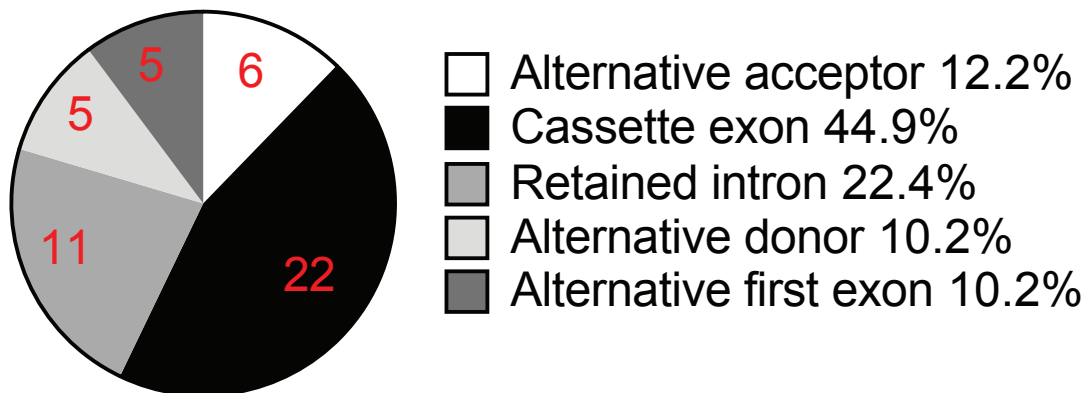 5
6
5
11
22
Alternative acceptor 12.2%
Cassette exon 44.9%
Retained intron 22.4%
Alternative donor 10.2%
Alternative first exon 10.2%